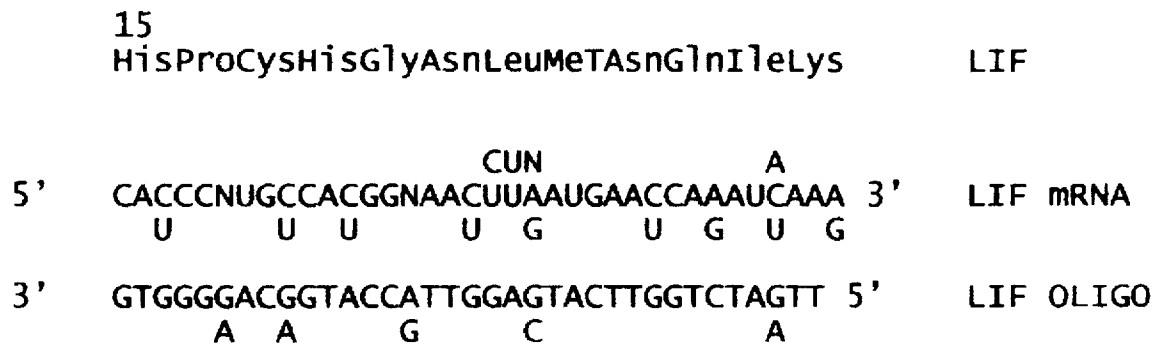 15
HisProCysHisGlyAsnLeuMeTAsnGlnIleLys LIF
CUN A
5' CACCCNUGCCACGGNAACUUAAUGAACCAAAUCAAA 3' LIF mRNA
U U U U G U G U G
3' GTGGGGACGGTACCATTGGAGTACTTGGTCTAGTT 5' LIF OLIGO
A A G C A